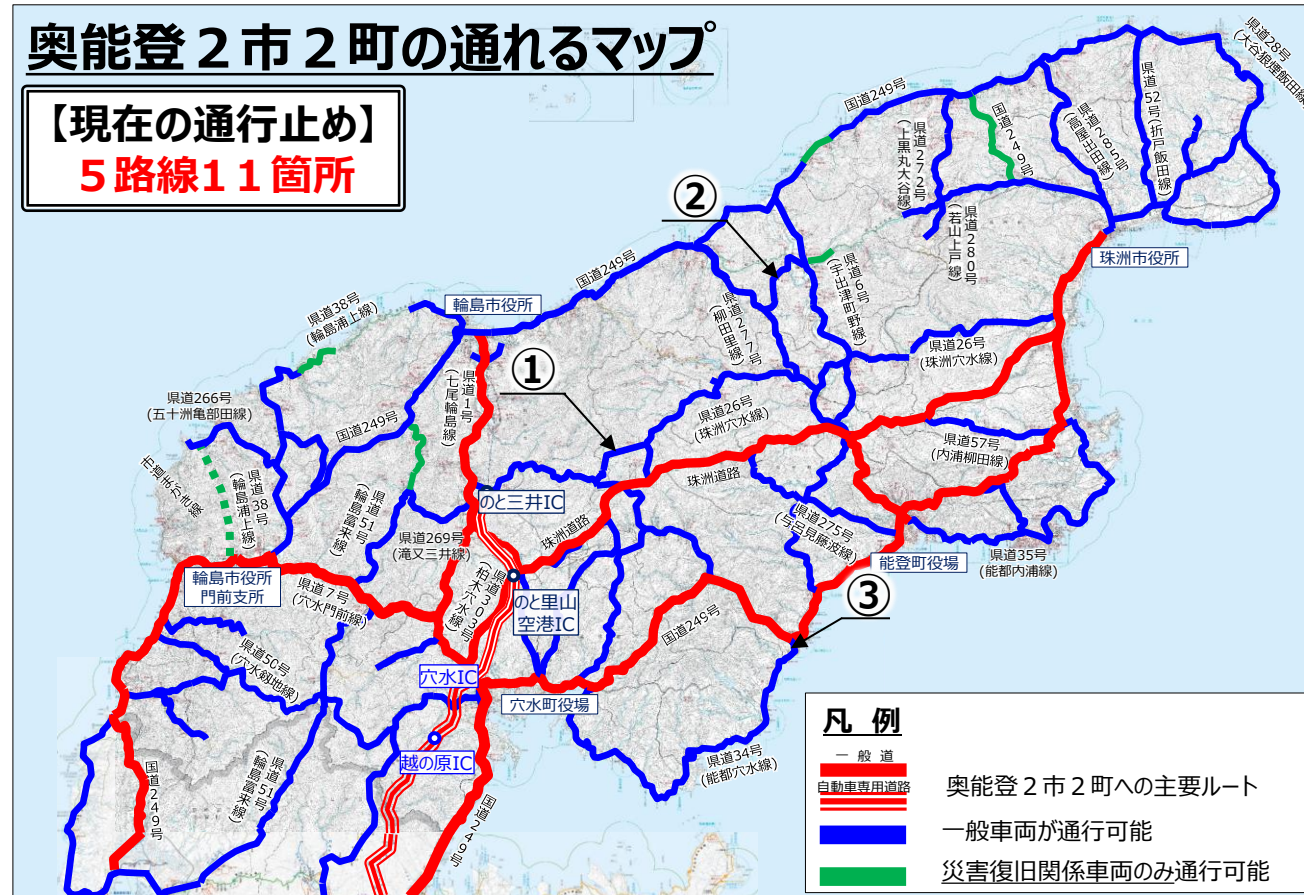 奥能登２市２町の通れるマップ
【現在の通行止め】
５路線１１箇所
県道28号
(大谷狼煙飯田線)
国道249号
県道52号(折戸飯田線)
県道285号
(高屋出田線)
国道249号
県道272号
(上黒丸大谷線)
県道280号
(若山上戸線)
②
珠洲市役所
国道249号
県道6号
(宇出津町野線)
県道277号
(柳田里線)
輪島市役所
県道38号
(輪島浦上線)
①
県道1号
(七尾輪島線)
県道26号
(珠洲穴水線)
県道26号
(珠洲穴水線)
県道266号
(五十洲亀部田線)
国道249号
県道57号
(内浦柳田線)
市道まがき線
県道38号
(輪島浦上線)
県道51号
(輪島富来線)
のと三井IC
珠洲道路
珠洲道路
県道275号
(与呂見藤波線)
県道269号
(滝又三井線)
県道303号
(柏木穴水線)
能登町役場
県道35号
(能都内浦線)
輪島市役所
門前支所
県道7号
(穴水門前線)
のと里山
空港IC
③
国道249号
県道50号
(穴水剱地線)
穴水IC
穴水町役場
越の原IC
県道34号
(能都穴水線)
国道249号
県道51号
(輪島富来線)
国道249号
凡 例
一 般 道
自動車専用道路
奥能登２市２町への主要ルート
一般車両が通行可能
災害復旧関係車両のみ通行可能